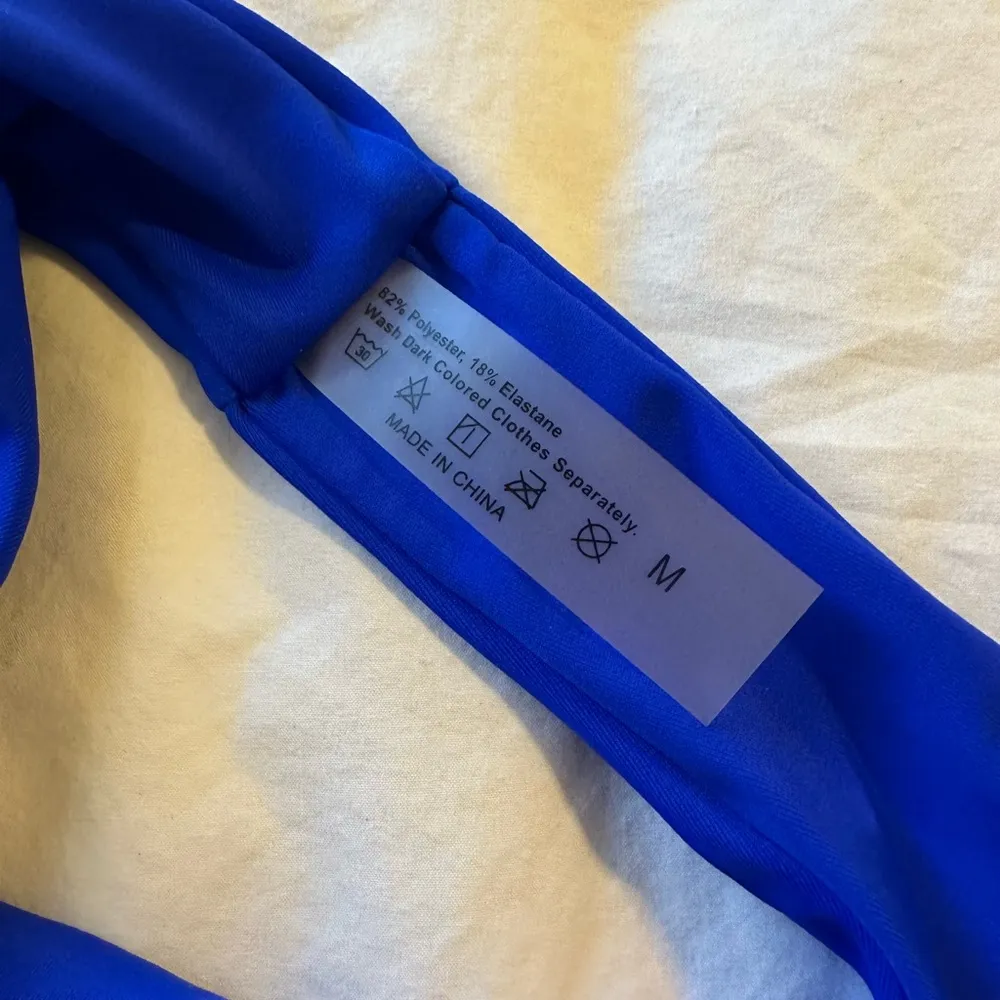 82% Polyester, 18% Elastane
Wash Dark Colored Clothes Separately.
30
MADE IN CHINA
M